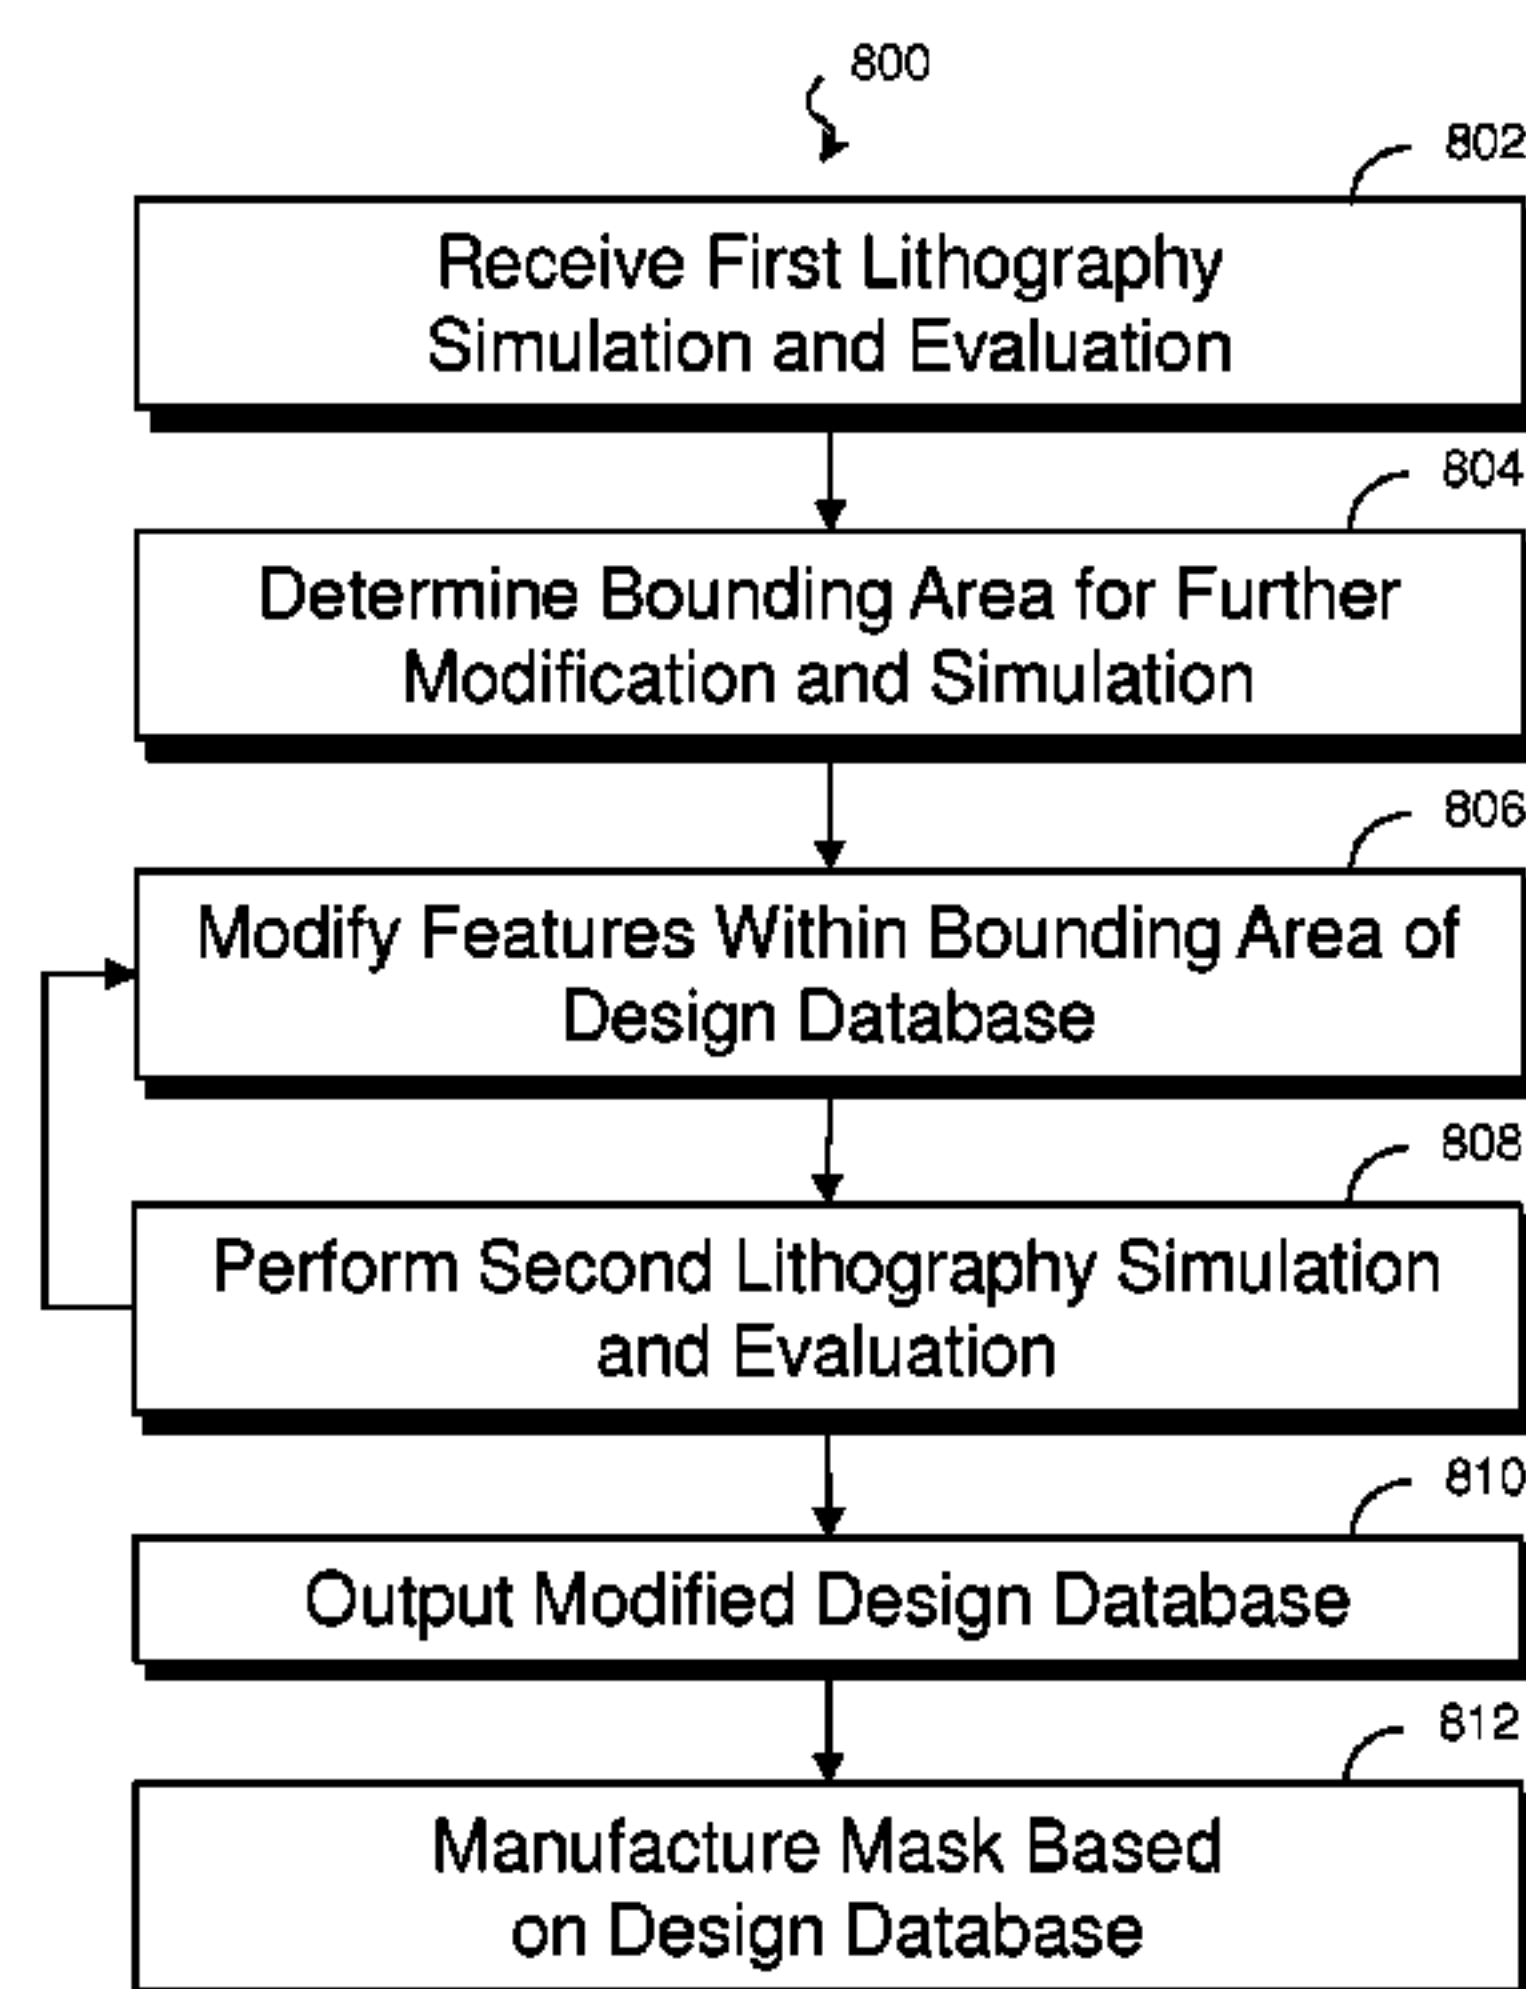 800
802
Receive First Lithography
Simulation and Evaluation
804
Determine Bounding Area for Further
Modification and Simulation
806
Modify Features Within Bounding Area of
Design Database
808
Perform Second Lithography Simulation
and Evaluation
810
Output Modified Design Database
812
Manufacture Mask Based
on Design Database